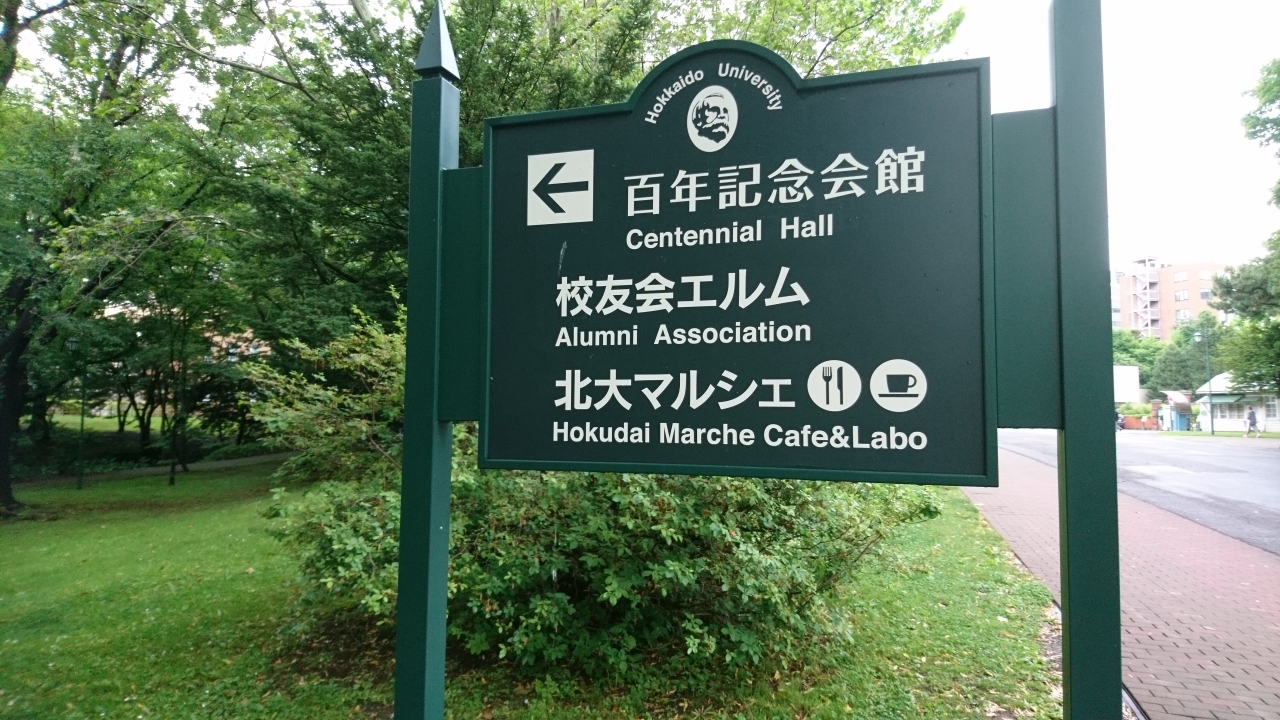 Hokkaido University
百年記念会館
Centennial Hall
校友会エルム
Alumni Association
北大マルシェ
Hokudai Marche Cafe&Labo